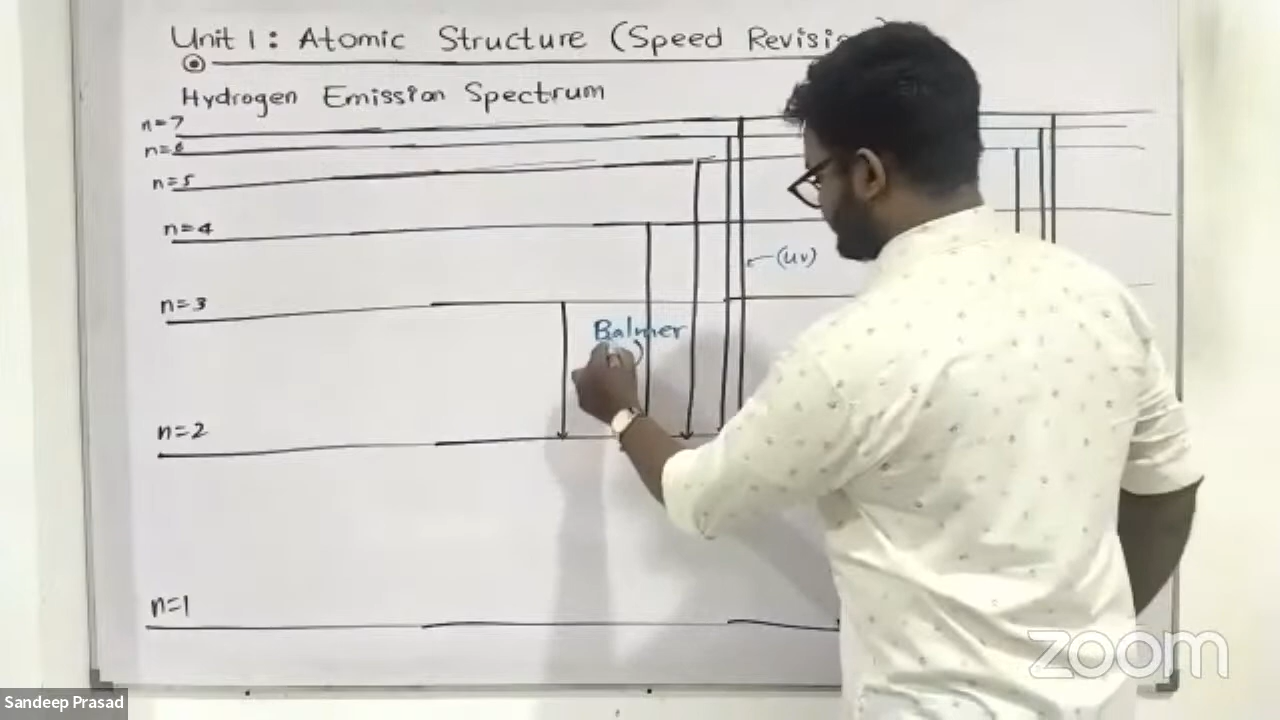 Unit 1: Atomic Structure (Speed Revisi
Hydrogen Emission Spectrum
n=7
n=6
n=5
n=4
(uv)
n=3
Balmer
n=2
n=1
zoom
Sandeep Prasad